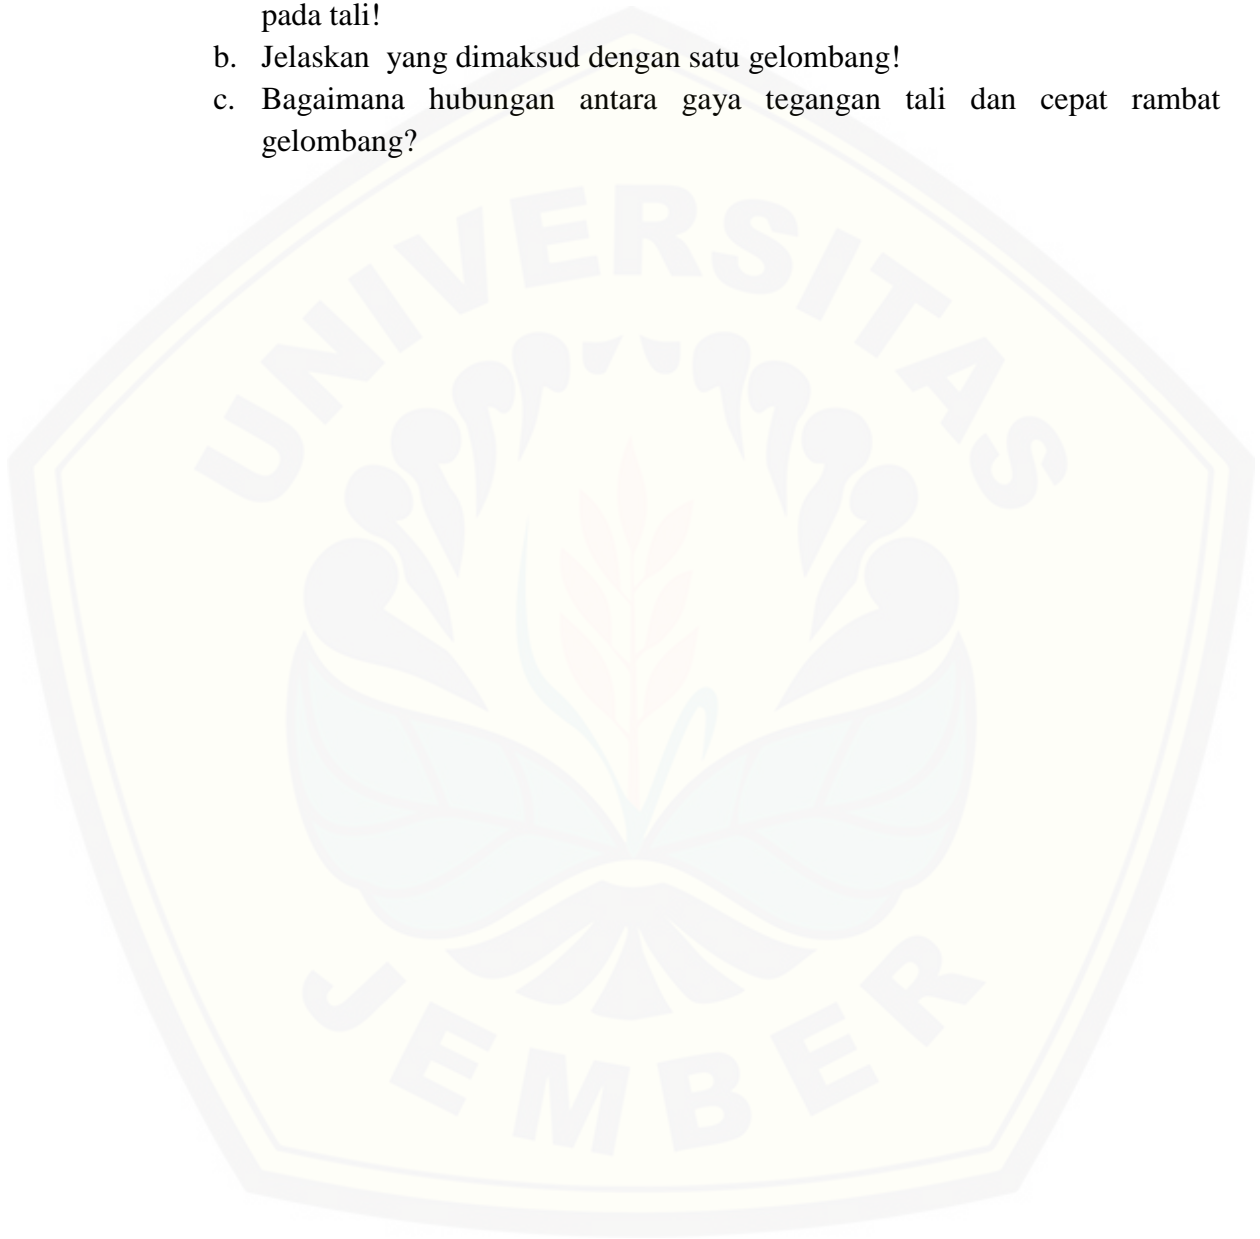 pada tali!
b. Jelaskan yang dimaksud dengan satu gelombang!
c. Bagaimana hubungan antara gaya tegangan tali dan cepat rambat
gelombang?
UNIVERSITAS
JEMBER